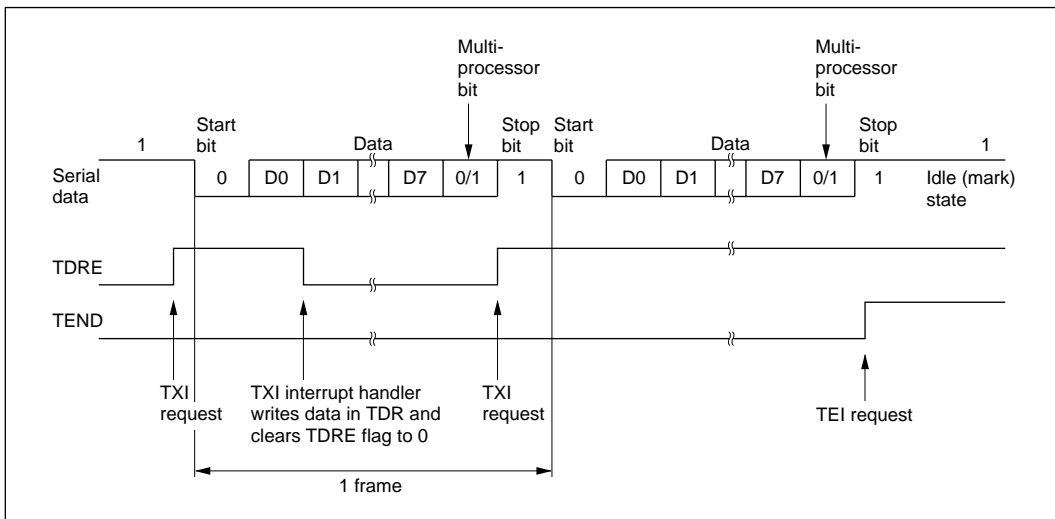 Multi-
processor
bit
Multi-
processor
bit
1
Start
bit
Data
Stop
bit
Start
bit
Data
Stop
bit
1
Serial
data
0 D0 D1 D7 0/1 1 0 D0 D1 D7 0/1 1
Idle (mark)
state
TDRE
TEND
TXI
request
TXI interrupt handler
writes data in TDR and
clears TDRE flag to 0
TXI
request
TEI request
1 frame